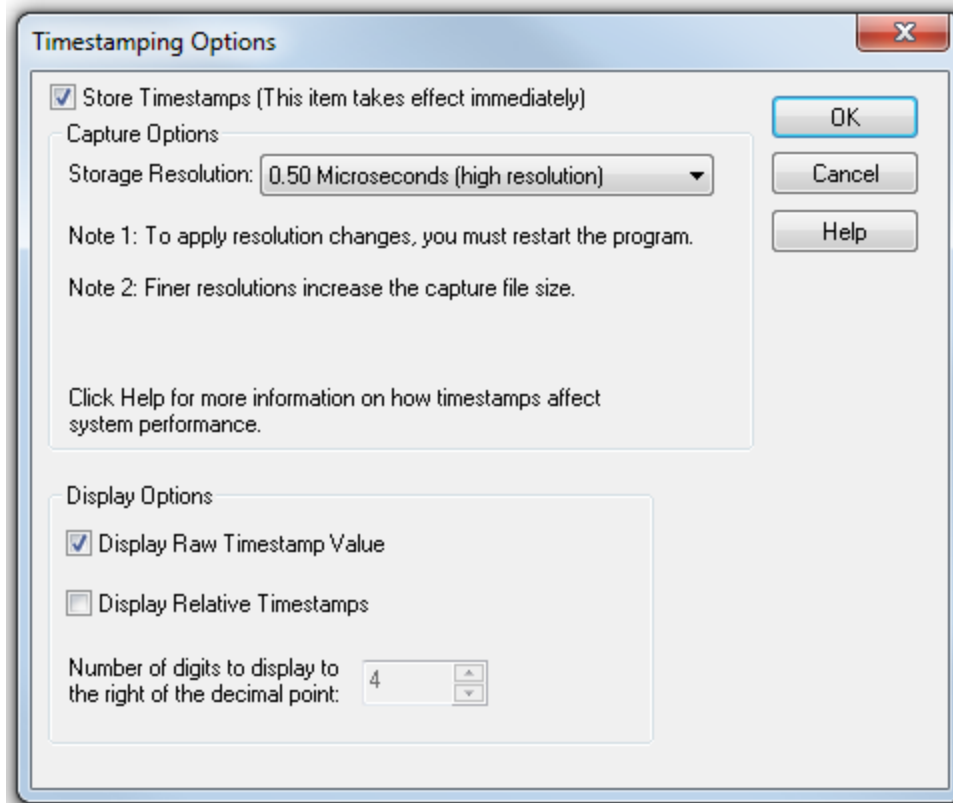 Timestamping Options
Store Timestamps (This item takes effect immediately)
Capture Options
Storage Resolution: 0.50 Microseconds (high resolution)
Note 1: To apply resolution changes, you must restart the program.
Note 2: Finer resolutions increase the capture file size.
Click Help for more information on how timestamps affect
system performance.
OK
Cancel
Help
Display Options
Display Raw Timestamp Value
Display Relative Timestamps
Number of digits to display to
the right of the decimal point: 4